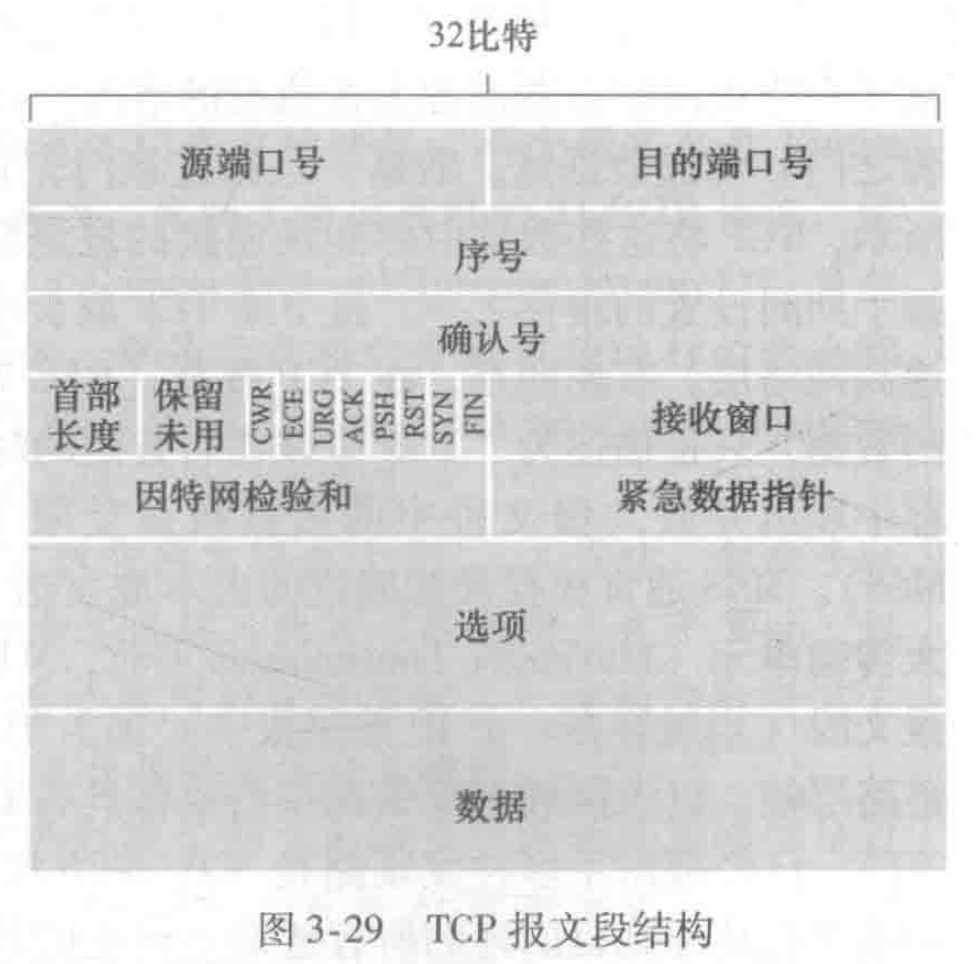 32比特
源端口号 目的端口号
序号
确认号
首部长度 保留未用 CWR ECE URG ACK PSH RST SYN FIN 接收窗口
因特网检验和 紧急数据指针
选项
数据
图 3-29 TCP 报文段结构